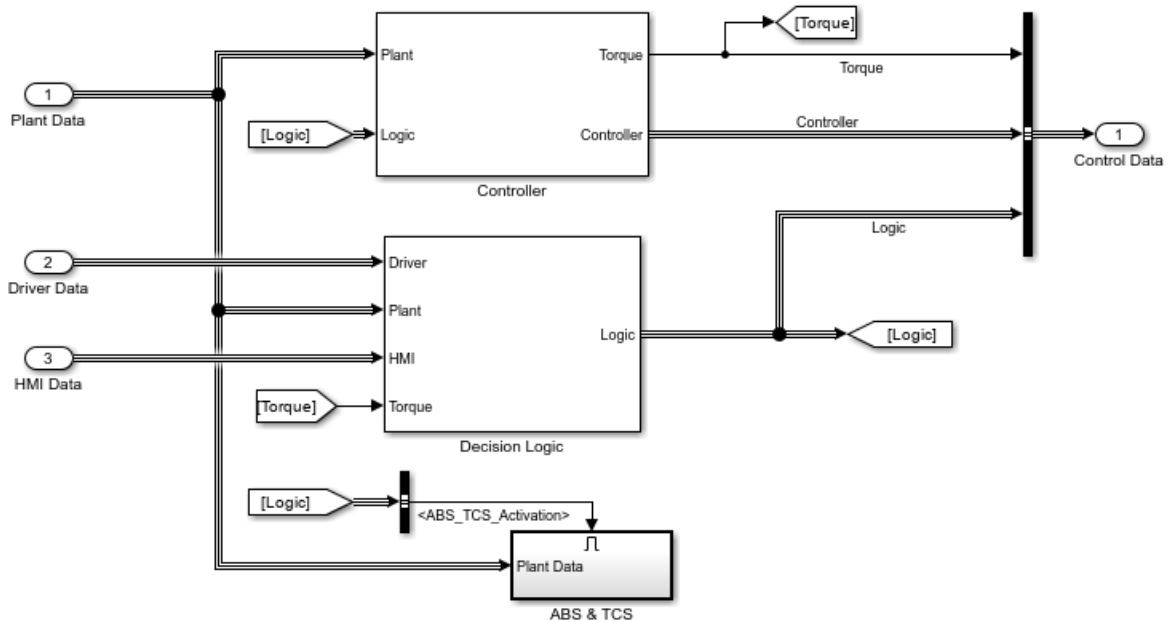 [Torque]
Plant
Torque
Torque
1
Plant Data
[Logic]
Logic
Controller
Controller
1
Control Data
Controller
Logic
2
Driver Data
Driver
Plant
Logic
[Logic]
3
HMI Data
HMI
[Torque]
Torque
Decision Logic
[Logic]
<ABS_TCS_Activation>
Plant Data
ABS & TCS